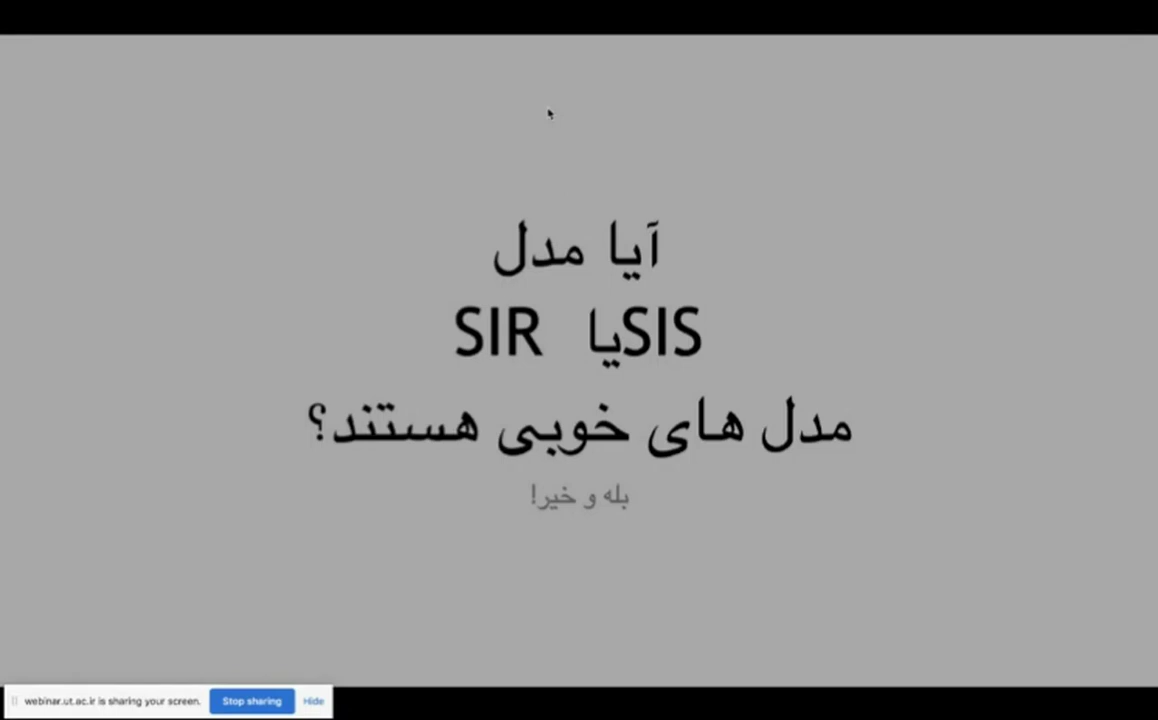 آیا مدل
SIS یا SIR
مدل های خوبی هستند؟
بله و خیر!
webinar.ut.ac.ir is sharing your screen. Stop sharing Hide